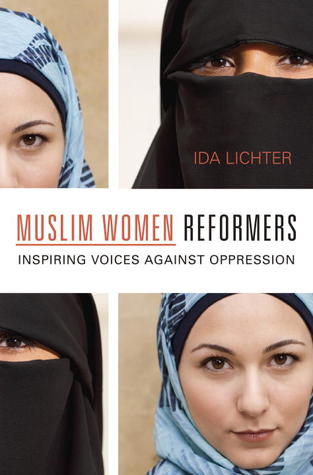 IDA LICHTER
MUSLIM WOMEN REFORMERS
INSPIRING VOICES AGAINST OPPRESSION